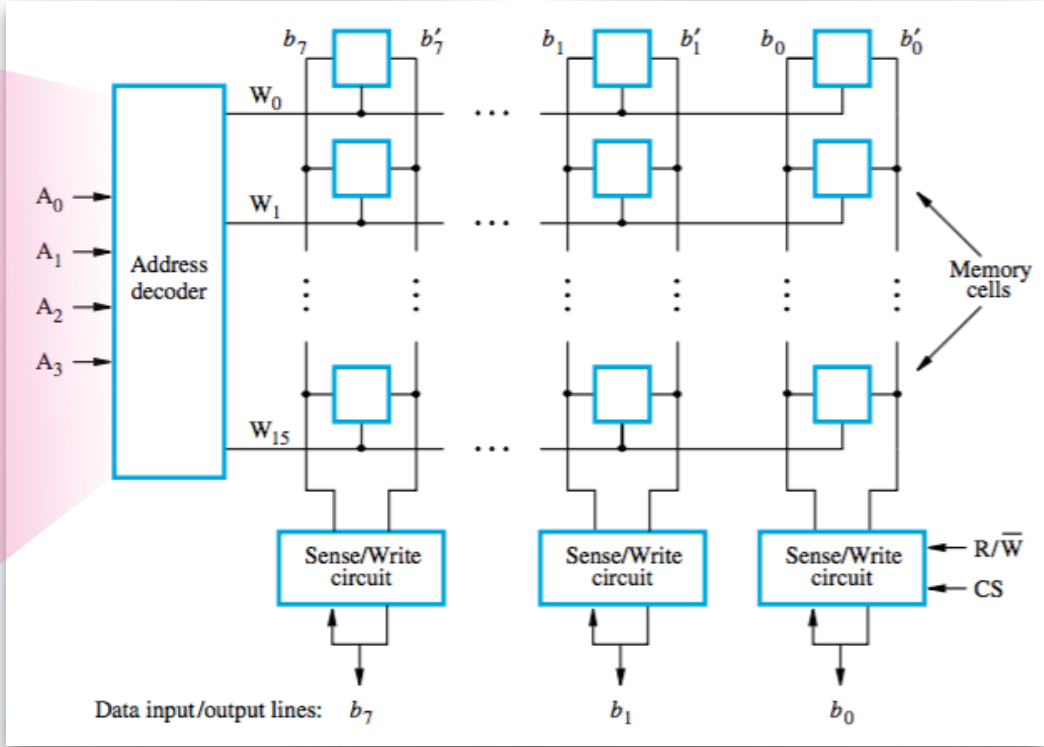 b₇ b′₇ b₁ b′₁ b₀ b′₀
W₀
A₀
W₁
A₁
Address
decoder
Memory
cells
A₂
A₃
W₁₅
Sense/Write
circuit
Sense/Write
circuit
Sense/Write
circuit
R/W̅
CS
Data input/output lines: b₇ b₁ b₀